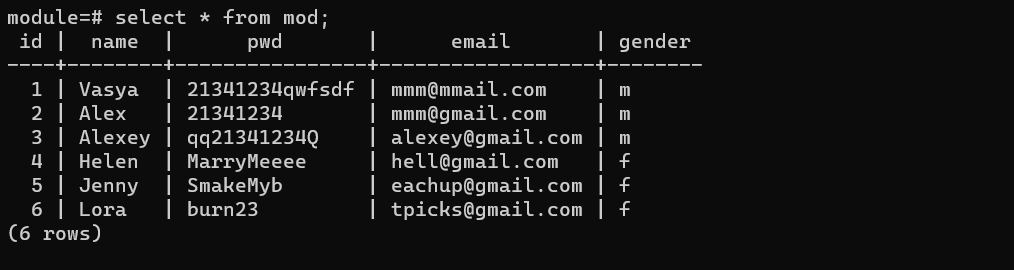 module=# select * from mod;
 id |  name  |      pwd       |      email       | gender
----+--------+----------------+------------------+--------
  1 | Vasya  | 21341234qwfsdf | mmm@mmail.com    | m
  2 | Alex   | 21341234       | mmm@gmail.com    | m
  3 | Alexey | qq21341234Q    | alexey@gmail.com | m
  4 | Helen  | MarryMeeee     | hell@gmail.com   | f
  5 | Jenny  | SmakeMyb       | eachup@gmail.com | f
  6 | Lora   | burn23         | tpicks@gmail.com | f
(6 rows)